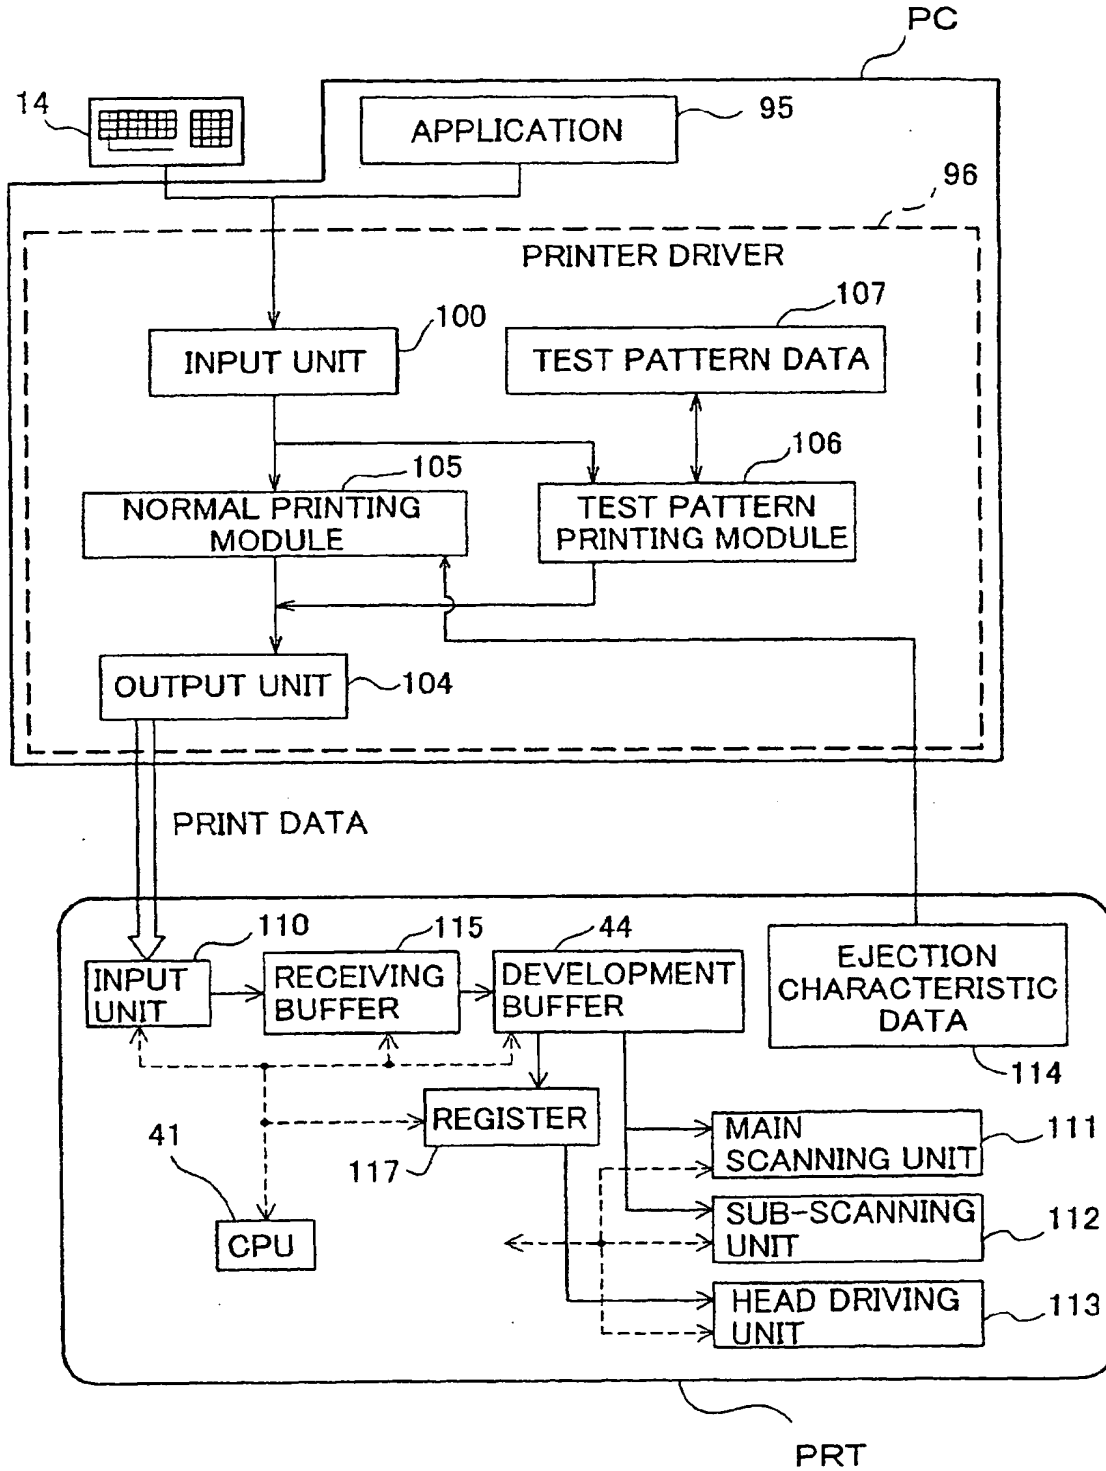 PC
14
APPLICATION
95
96
PRINTER DRIVER
107
100
INPUT UNIT
TEST PATTERN DATA
105
106
NORMAL PRINTING
MODULE
TEST PATTERN
PRINTING MODULE
OUTPUT UNIT
104
PRINT DATA
110
115
44
INPUT
UNIT
RECEIVING
BUFFER
DEVELOPMENT
BUFFER
EJECTION
CHARACTERISTIC
DATA
114
REGISTER
117
41
CPU
MAIN
SCANNING UNIT
111
SUB-SCANNING
UNIT
112
HEAD DRIVING
UNIT
113
PRT